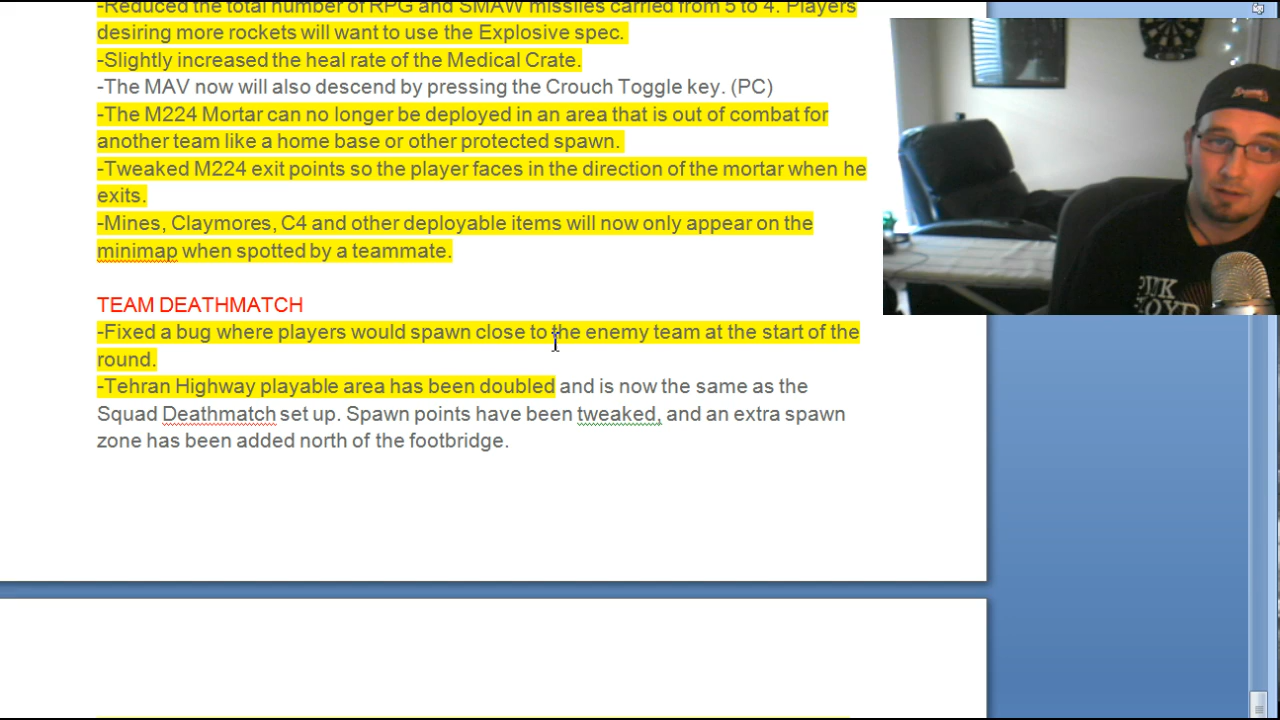 -Reduced the total number of RPG and SMAW missiles carried from 5 to 4. Players
desiring more rockets will want to use the Explosive spec.
-Slightly increased the heal rate of the Medical Crate.
-The MAV now will also descend by pressing the Crouch Toggle key. (PC)
-The M224 Mortar can no longer be deployed in an area that is out of combat for
another team like a home base or other protected spawn.
-Tweaked M224 exit points so the player faces in the direction of the mortar when he
exits.
-Mines, Claymores, C4 and other deployable items will now only appear on the
minimap when spotted by a teammate.
TEAM DEATHMATCH
-Fixed a bug where players would spawn close to the enemy team at the start of the
round.
-Tehran Highway playable area has been doubled and is now the same as the
Squad Deathmatch set up. Spawn points have been tweaked, and an extra spawn
zone has been added north of the footbridge.